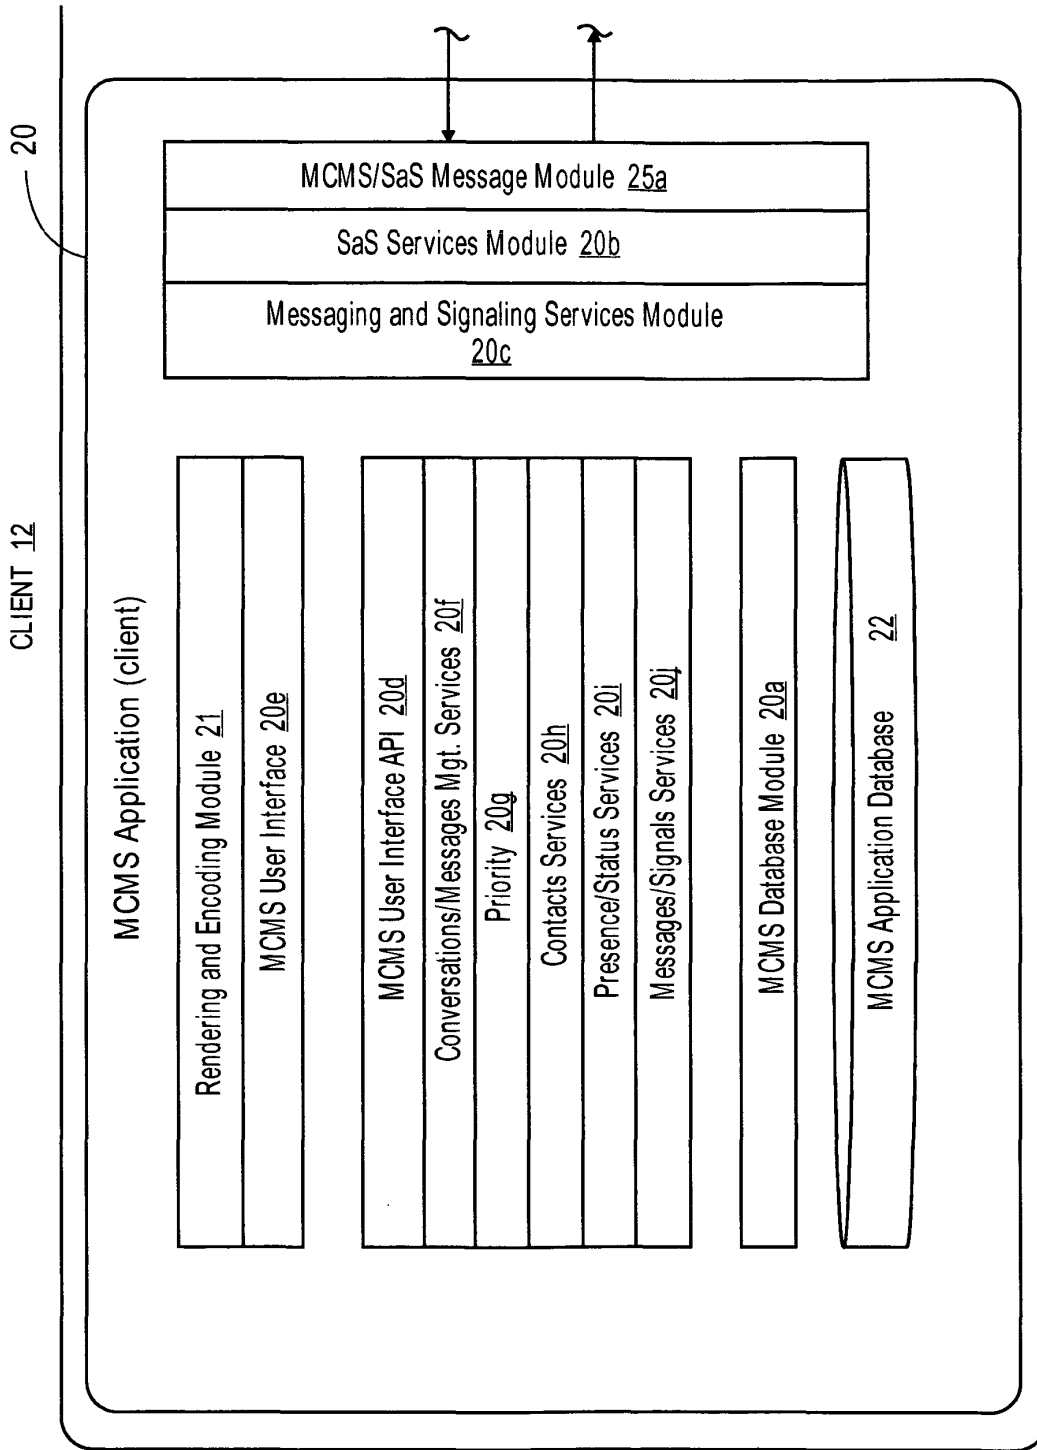 CLIENT 12
20
MCMS Application (client)
Rendering and Encoding Module 21
MCMS User Interface 20e
MCMS User Interface API 20d
Conversations/Messages Mgt. Services 20f
Priority 20g
Contacts Services 20h
Presence/Status Services 20i
Messages/Signals Services 20j
MCMS Database Module 20a
MCMS Application Database 22
MCMS/SaS Message Module 25a
SaS Services Module 20b
Messaging and Signaling Services Module
20c